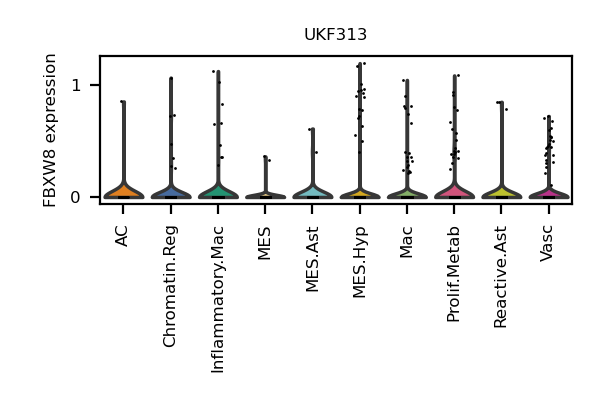 UKF313
FBXW8 expression
1
0
AC
Chromatin.Reg
Inflammatory.Mac
MES
MES.Ast
MES.Hyp
Mac
Prolif.Metab
Reactive.Ast
Vasc